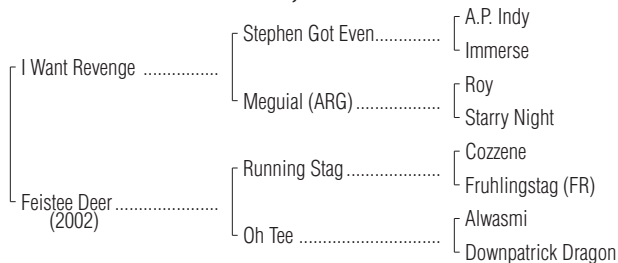 A.P. Indy
Stephen Got Even..............
Immerse
I Want Revenge ................
Roy
Meguial (ARG)..................
Starry Night
Cozzene
Running Stag....................
Fruhlingstag (FR)
Feistee Deer......................
(2002)
Alwasmi
Oh Tee ..............................
Downpatrick Dragon